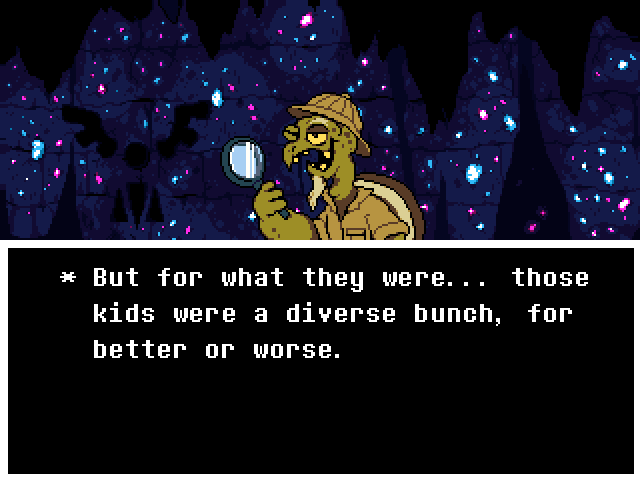 * But for what they were... those
kids were a diverse bunch, for
better or worse.